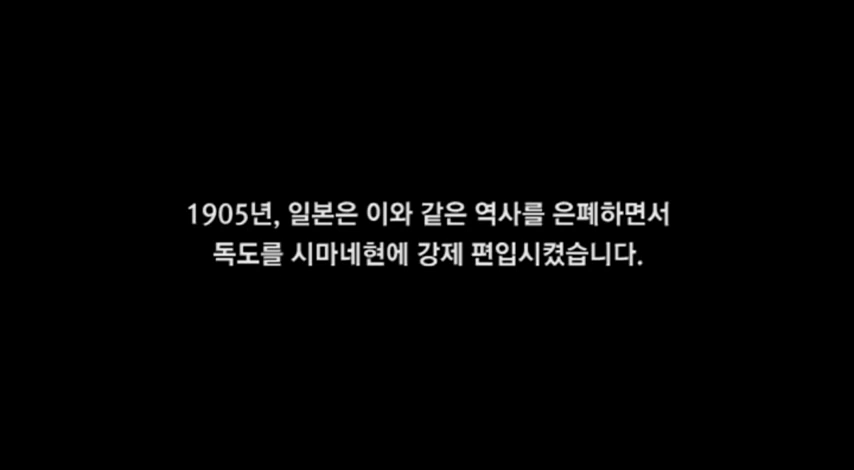 1905년, 일본은 이와 같은 역사를 은폐하면서
독도를 시마네현에 강제 편입시켰습니다.